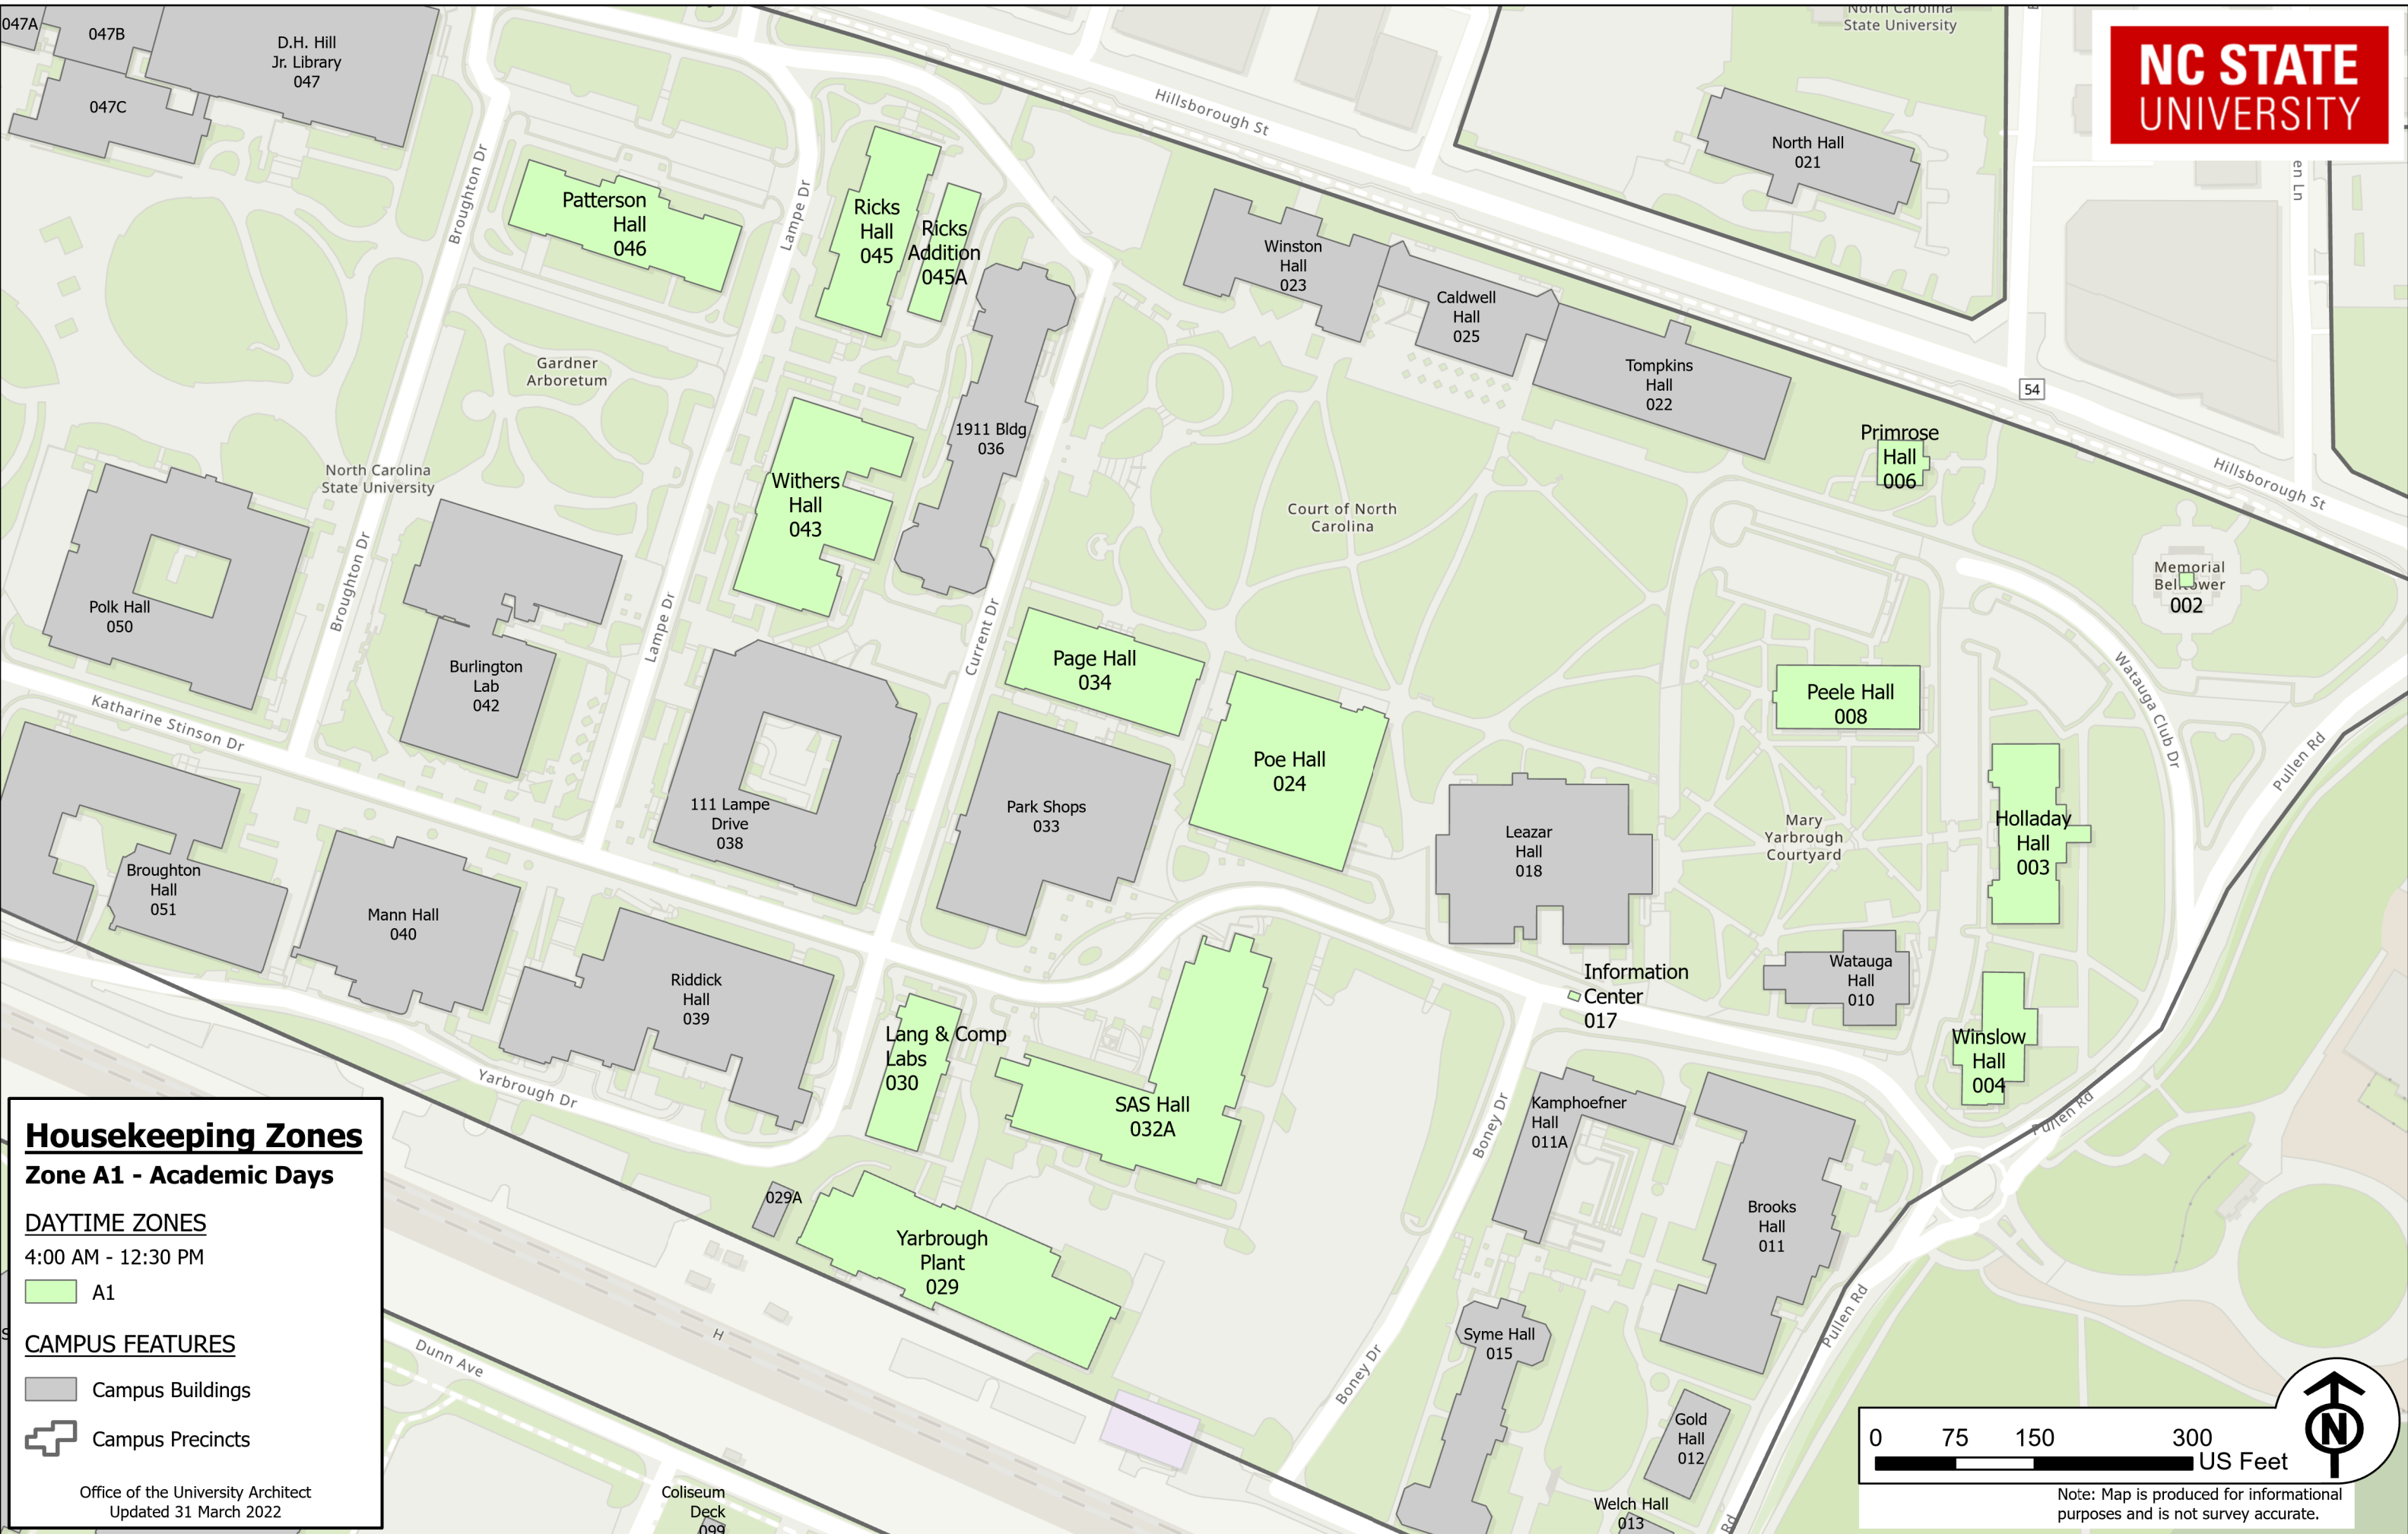 047A
047B
D.H. Hill
Jr. Library
047
047C
North Carolina
State University
NC STATE
UNIVERSITY
Hillsborough St
North Hall
021
Broughton Dr
Patterson
Hall
046
Lampe Dr
Ricks
Hall
045
Ricks
Addition
045A
Winston
Hall
023
Caldwell
Hall
025
Tompkins
Hall
022
54
Primrose
Hall
006
Hillsborough St
Gardner
Arboretum
1911 Bldg
036
North Carolina
State University
Withers
Hall
043
Court of North
Carolina
Memorial
Belltower
002
Polk Hall
050
Broughton Dr
Burlington
Lab
042
Lampe Dr
Current Dr
Page Hall
034
Peele Hall
008
Watauga Club Dr
Pullen Rd
Katharine Stinson Dr
111 Lampe
Drive
038
Park Shops
033
Poe Hall
024
Leazar
Hall
018
Mary
Yarbrough
Courtyard
Holladay
Hall
003
Broughton
Hall
051
Mann Hall
040
Riddick
Hall
039
Information
Center
017
Watauga
Hall
010
Winslow
Hall
004
Lang & Comp
Labs
030
SAS Hall
032A
Yarbrough Dr
Boney Dr
Kamphoefner
Hall
011A
Pullen Rd
Brooks
Hall
011
029A
Yarbrough
Plant
029
H
Dunn Ave
Boney Dr
Syme Hall
015
Pullen Rd
Gold
Hall
012
Welch Hall
013
Rd
Coliseum
Deck
099
Housekeeping Zones
Zone A1 - Academic Days
DAYTIME ZONES
4:00 AM - 12:30 PM
A1
CAMPUS FEATURES
Campus Buildings
Campus Precincts
Office of the University Architect
Updated 31 March 2022
N
0 75 150 300
US Feet
Note: Map is produced for informational
purposes and is not survey accurate.